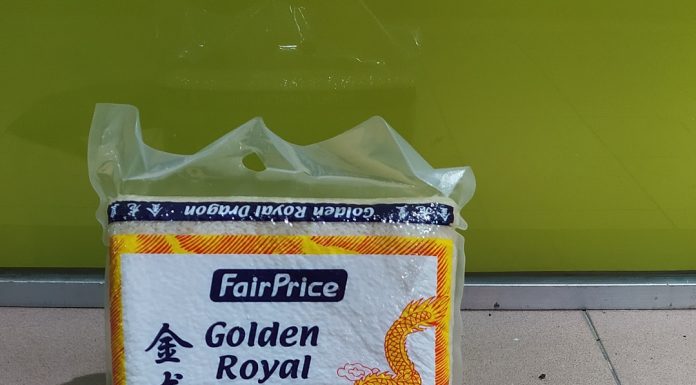 Golden Royal Dragon
FairPrice
金
Golden
Royal